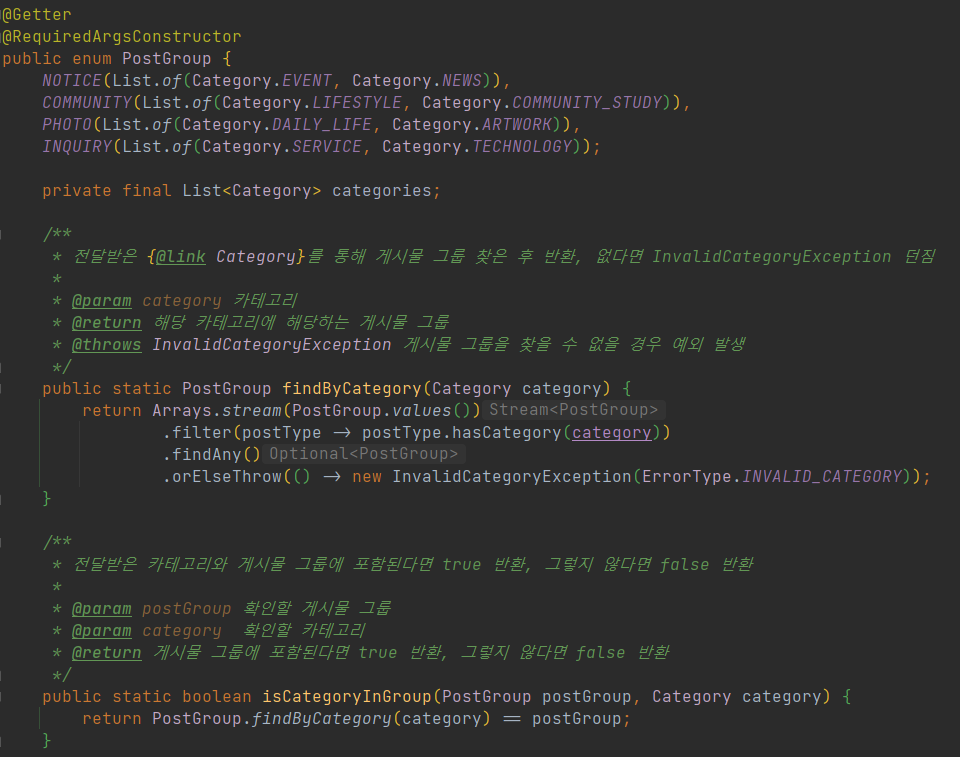 @Getter
@RequiredArgsConstructor
public enum PostGroup {
    NOTICE(List.of(Category.EVENT, Category.NEWS)),
    COMMUNITY(List.of(Category.LIFESTYLE, Category.COMMUNITY_STUDY)),
    PHOTO(List.of(Category.DAILY_LIFE, Category.ARTWORK)),
    INQUIRY(List.of(Category.SERVICE, Category.TECHNOLOGY));

    private final List<Category> categories;

    /**
     * 전달받은 {@link Category}를 통해 게시물 그룹 찾은 후 반환, 없다면 InvalidCategoryException 던짐
     *
     * @param category 카테고리
     * @return 해당 카테고리에 해당하는 게시물 그룹
     * @throws InvalidCategoryException 게시물 그룹을 찾을 수 없을 경우 예외 발생
     */
    public static PostGroup findByCategory(Category category) {
        return Arrays.stream(PostGroup.values()) Stream<PostGroup>
                .filter(postType -> postType.hasCategory(category))
                .findAny() Optional<PostGroup>
                .orElseThrow(() -> new InvalidCategoryException(ErrorType.INVALID_CATEGORY));
    }

    /**
     * 전달받은 카테고리와 게시물 그룹에 포함된다면 true 반환, 그렇지 않다면 false 반환
     *
     * @param postGroup 확인할 게시물 그룹
     * @param category  확인할 카테고리
     * @return 게시물 그룹에 포함된다면 true 반환, 그렇지 않다면 false 반환
     */
    public static boolean isCategoryInGroup(PostGroup postGroup, Category category) {
        return PostGroup.findByCategory(category) == postGroup;
    }